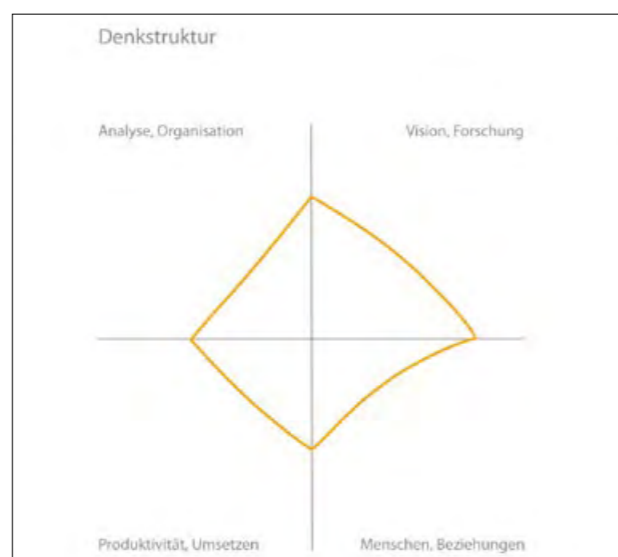 Denkstruktur
Analyse, Organisation
Vision, Forschung
Produktivität, Umsetzen
Menschen, Beziehungen